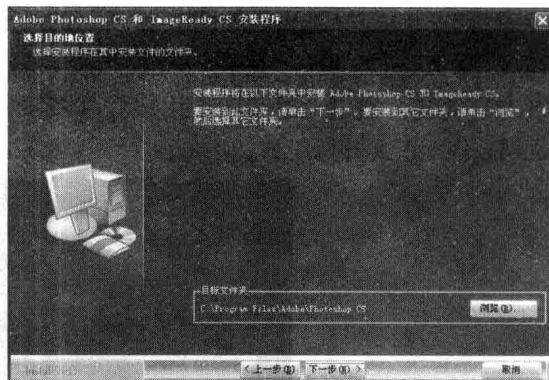 Adobe Photoshop CS 和 ImageReady CS 安装程序
选择目的地位置
选择安装程序在其中安装文件的文件夹。
安装程序将在以下文件夹中安装 Adobe Photoshop CS 和 ImageReady CS。
要安装到此文件夹，请单击“下一步”。要安装到其它文件夹，请单击“浏览”，
然后选择其它文件夹。
目标文件夹
C:\Program Files\Adobe\Photoshop CS
浏览(R)...
InstallShield
< 上一步(B) 下一步(N) > 取消